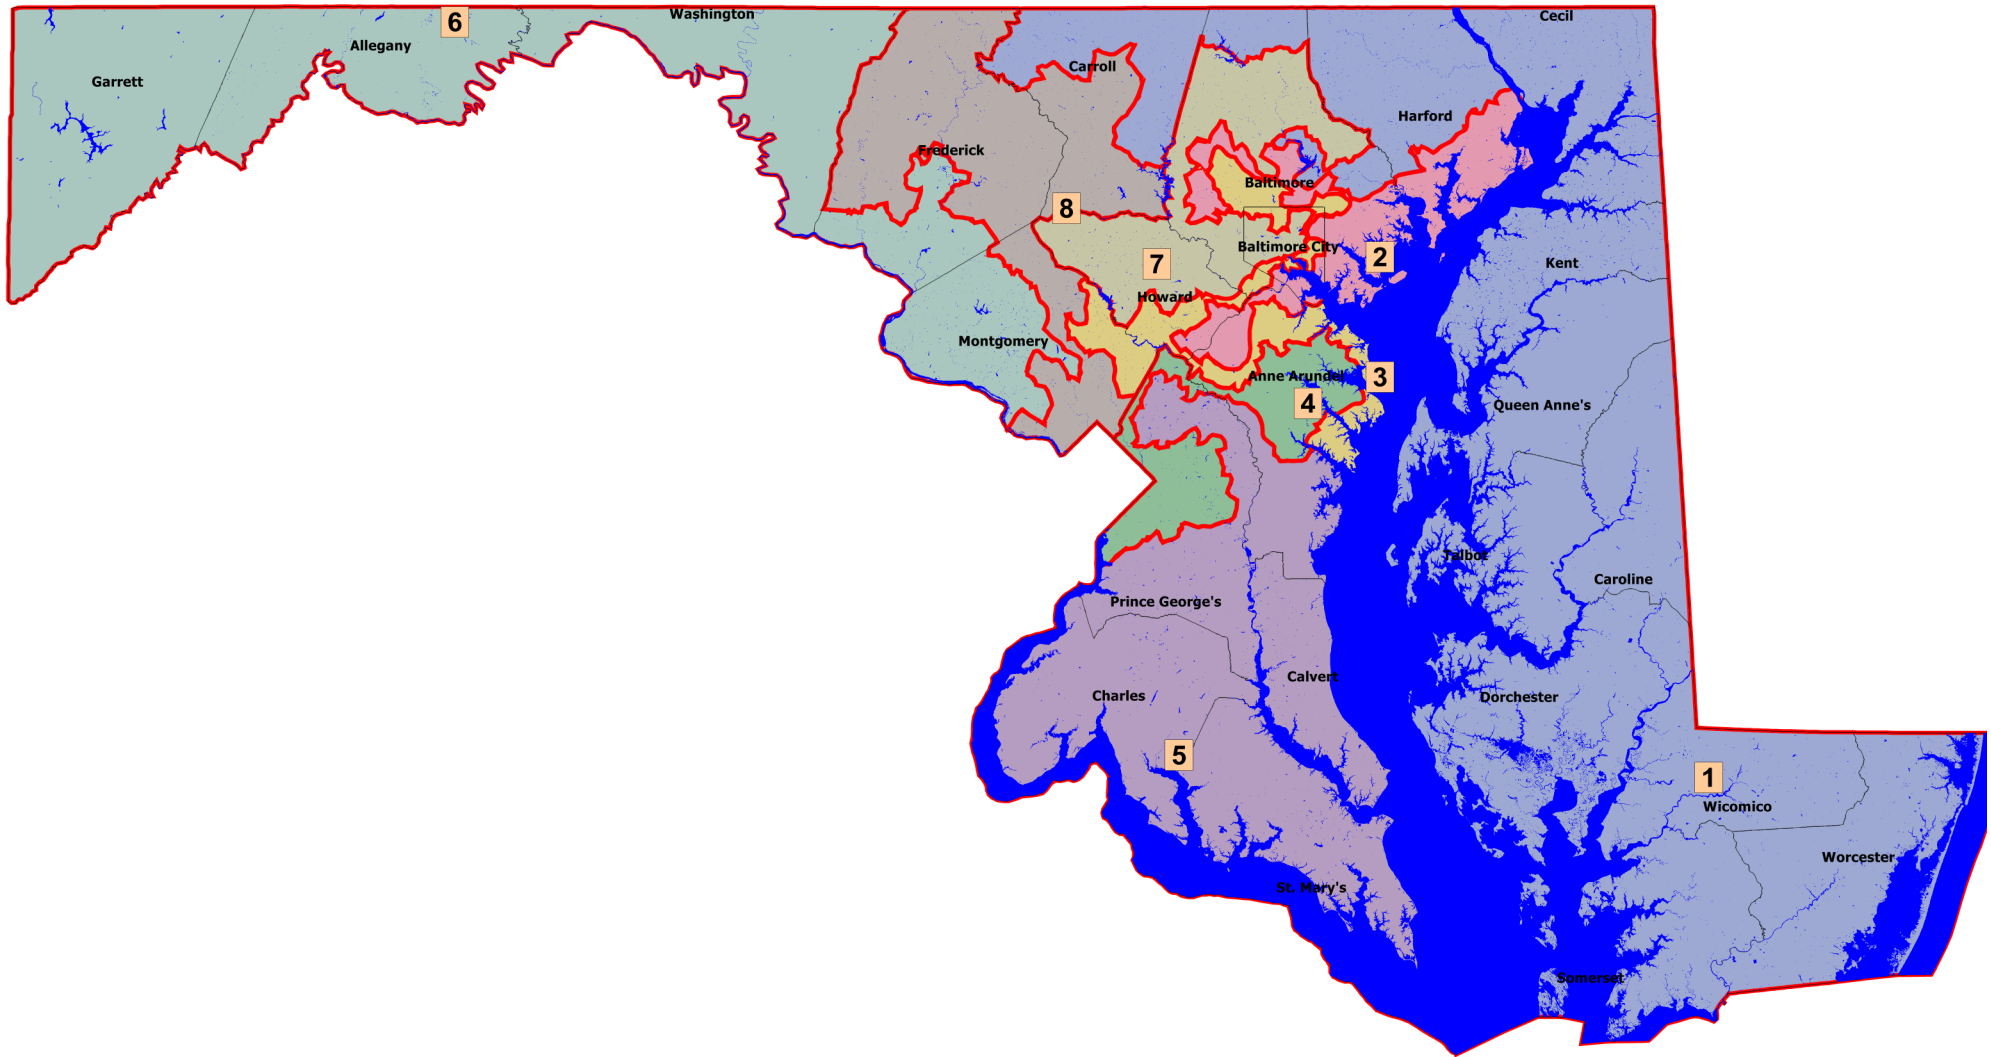 6
Washington
Cecil
Allegany
Garrett
Carroll
Harford
Frederick
Baltimore
8
Baltimore City
2
7
Kent
Howard
Montgomery
Anne Arundel
3
4
Queen Anne's
Talbot
Caroline
Prince George's
Calvert
Charles
Dorchester
5
1
Wicomico
Worcester
St. Mary's
Somerset